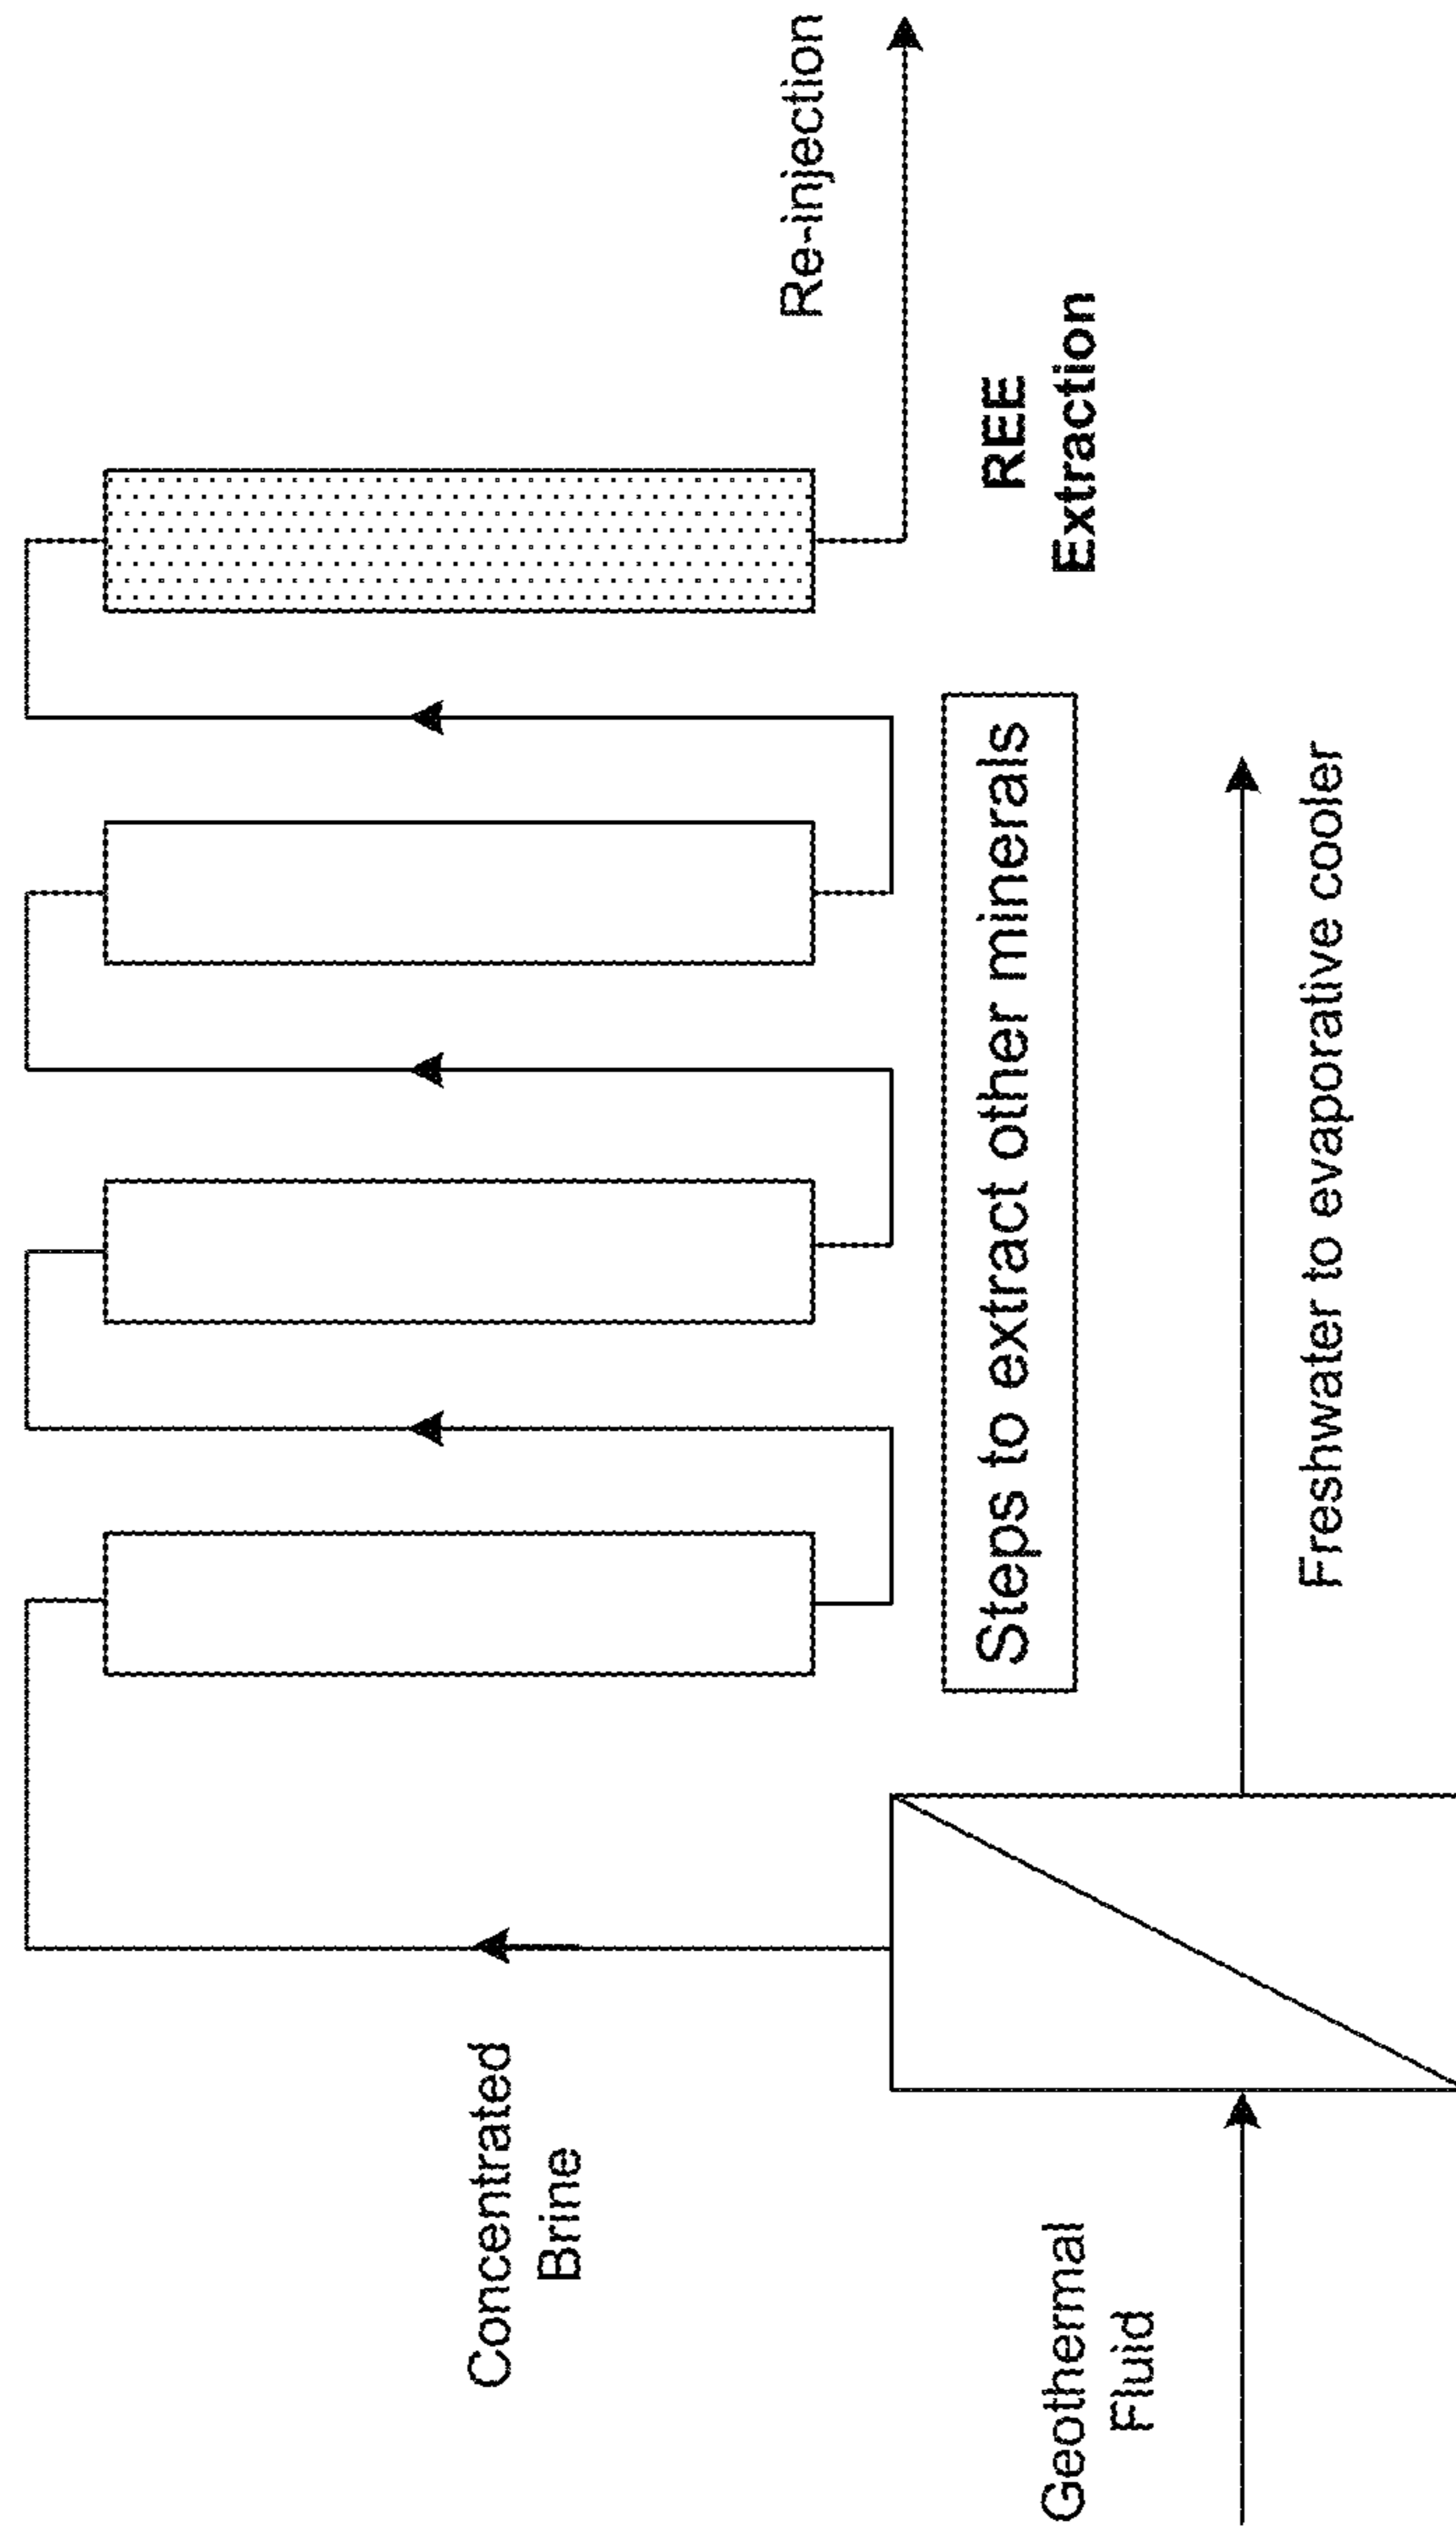 Concentrated
Brine
Geothermal
Fluid
Steps to extract other minerals
Freshwater to evaporative cooler
REE
Extraction
Re-injection